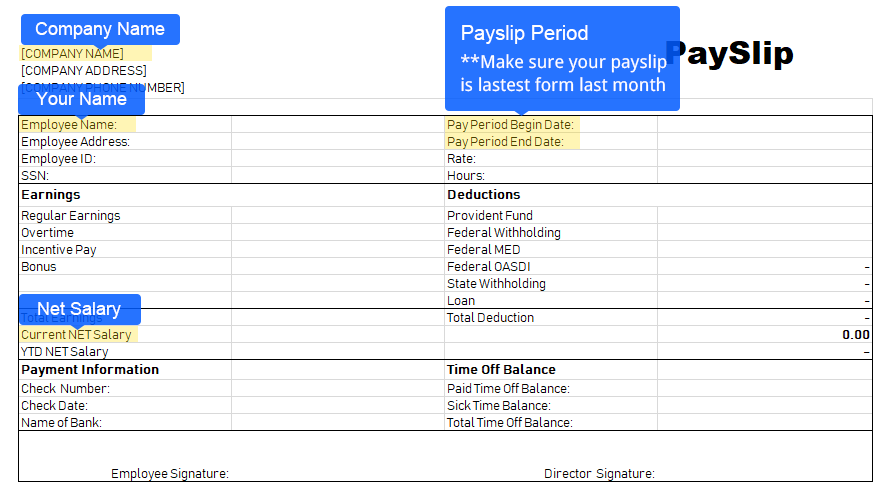 Company Name
[COMPANY NAME]
[COMPANY ADDRESS]
[COMPANY PHONE NUMBER]
Payslip Period
**Make sure your payslip
is lastest form last month
PaySlip
Your Name
Employee Name: Pay Period Begin Date:
Employee Address: Pay Period End Date:
Employee ID: Rate:
SSN: Hours:
Earnings Deductions
Regular Earnings Provident Fund
Overtime Federal Withholding
Incentive Pay Federal MED
Bonus Federal OASDI -
State Withholding -
Loan -
Net Salary
Total Earnings Total Deduction -
Current NET Salary 0.00
YTD NET Salary -
Payment Information Time Off Balance
Check Number: Paid Time Off Balance:
Check Date: Sick Time Balance:
Name of Bank: Total Time Off Balance:
Employee Signature: Director Signature: